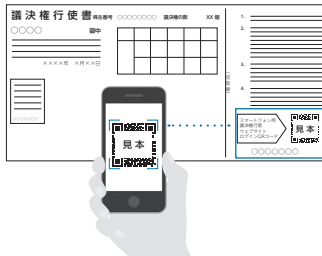 議決権行使書 株主番号 ○○○○○○○○ 議決権の数 XX 個
○○○○ 御中
××××年 ×月××日
○○○○○○○
1.
2.
3.
4.
スマートフォン用
議決権行使
ウェブサイト
ログインQRコード
見本
○○○○○○○
見本